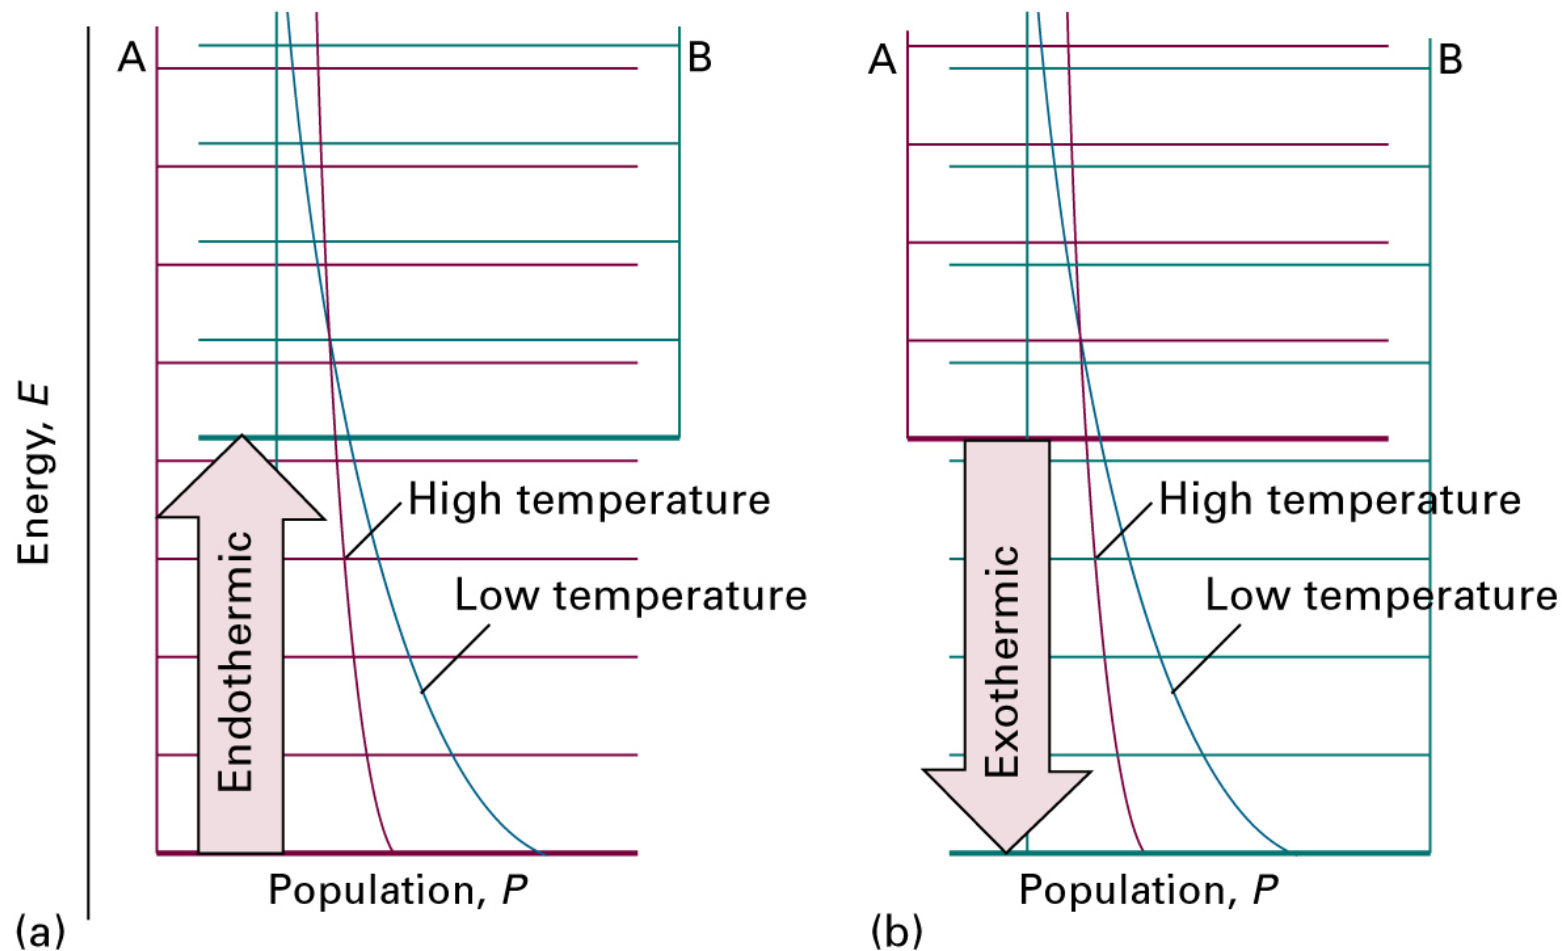 A
B
Energy, E
Endothermic
High temperature
Low temperature
Population, P
(a)
A
B
Exothermic
High temperature
Low temperature
Population, P
(b)